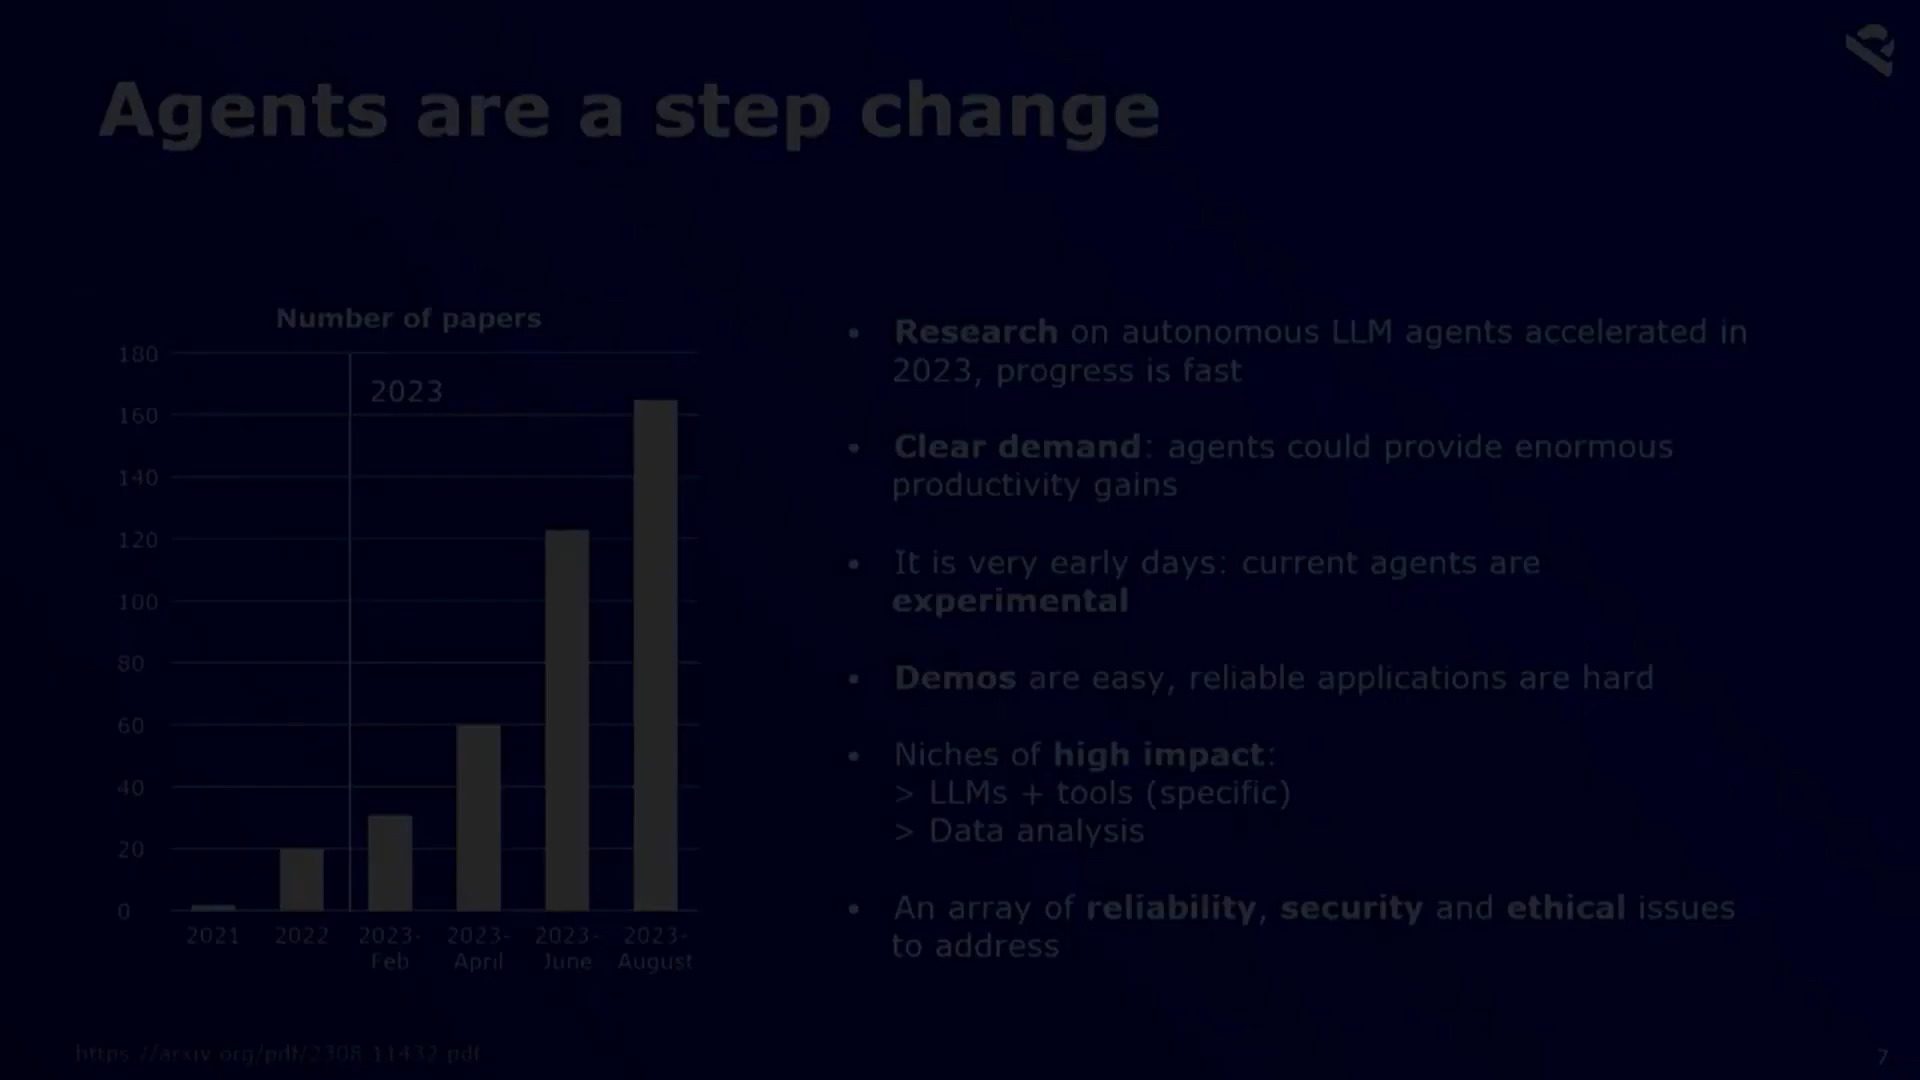 Agents are a step change
Number of papers
180
160
140
120
100
80
60
40
20
0
2023
2021
2022
2023-
Feb
2023-
April
2023-
June
2023-
August
• Research on autonomous LLM agents accelerated in
2023, progress is fast
• Clear demand: agents could provide enormous
productivity gains
• It is very early days: current agents are
experimental
• Demos are easy, reliable applications are hard
• Niches of high impact:
> LLMs + tools (specific)
> Data analysis
• An array of reliability, security and ethical issues
to address
https://arxiv.org/pdf/2308.11432.pdf
7